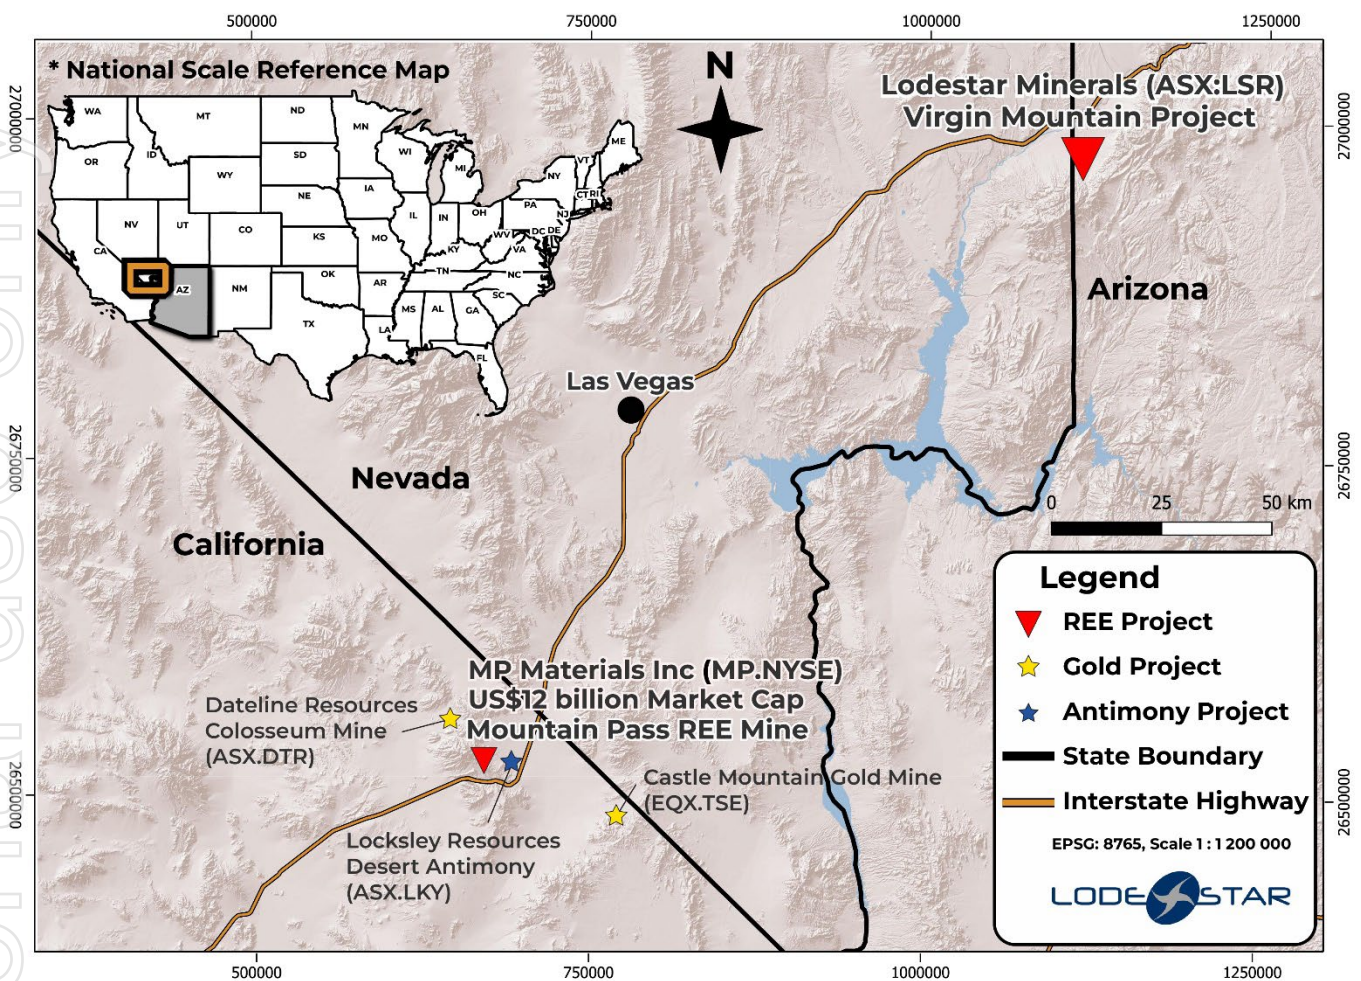 500000
750000
1000000
1250000
* National Scale Reference Map
N
Lodestar Minerals (ASX:LSR)
Virgin Mountain Project
2700000
2700000
WA
MT
ND
MN
ME
OR
ID
SD
WI
VT
WY
MI
NY
IA
NE
CT RI
PA
NV
UT
IL
IN
OH
NJ
CO
KS
MO
WV
DC DE
CA
KY
VA
OK
TN
NC
AZ
NM
AR
SC
TX
MS
AL
GA
LA
FL
Arizona
Las Vegas
2675000
2675000
Nevada
California
0
25
50 km
Legend
REE Project
Gold Project
Antimony Project
State Boundary
Interstate Highway
EPSG: 8765, Scale 1 : 1 200 000
LODESTAR
MP Materials Inc (MP.NYSE)
US$12 billion Market Cap
Mountain Pass REE Mine
Dateline Resources
Colosseum Mine
(ASX.DTR)
Castle Mountain Gold Mine
(EQX.TSE)
Locksley Resources
Desert Antimony
(ASX.LKY)
2650000
2650000
500000
750000
1000000
1250000